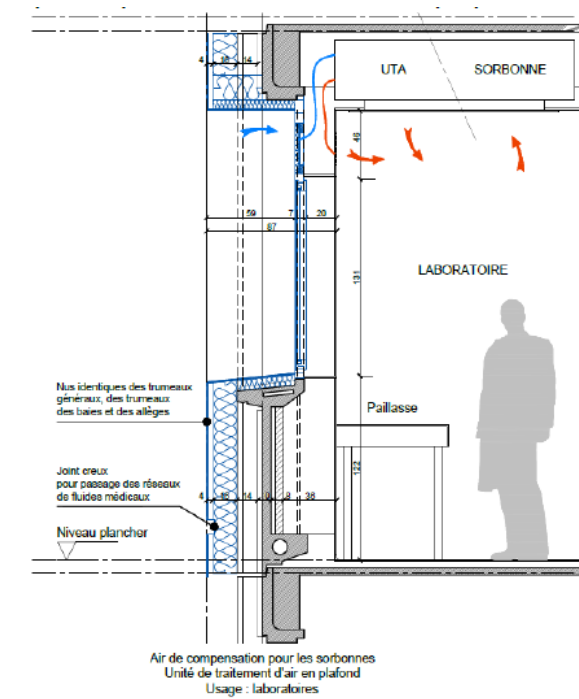 4 16 14
UTA SORBONNE
46
59 7 20
87
LABORATOIRE
131
Nus identiques des trumeaux
généraux, des trumeaux
des baies et des allèges
Paillasse
Joint creux
pour passage des réseaux
de fluides médicaux
122
4 16 14 9 8 36
Niveau plancher
Air de compensation pour les sorbonnes
Unité de traitement d'air en plafond
Usage : laboratoires